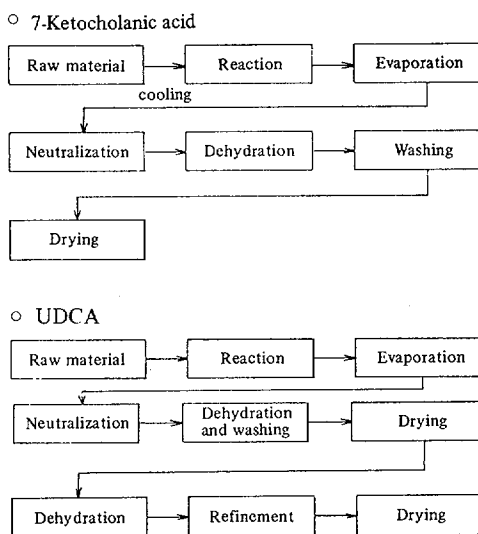 ○ 7-Ketocholanic acid
Raw material
Reaction
Evaporation
cooling
Neutralization
Dehydration
Washing
Drying
○ UDCA
Raw material
Reaction
Evaporation
Neutralization
Dehydration
and washing
Drying
Dehydration
Refinement
Drying